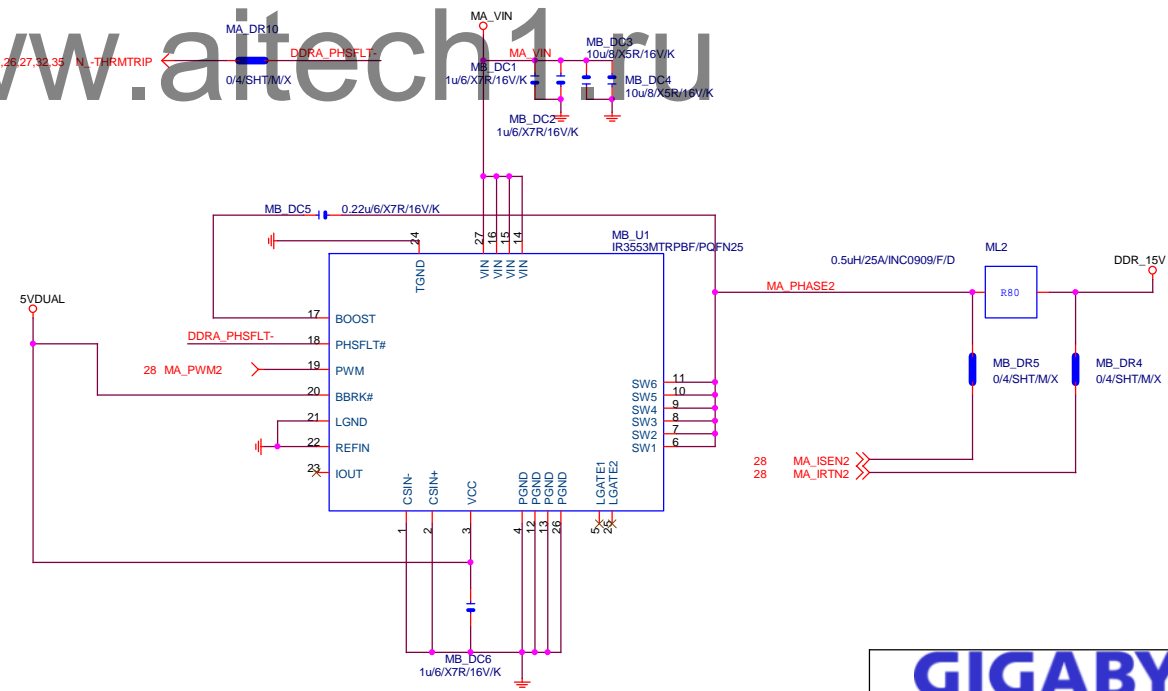 www.aitech1.ru
MA_VIN
MA_DR10
26,27,32,35 N_-THRMTRIP
DDRA_PHSFLT-
0/4/SHT/M/X
MA_VIN
MB_DC1
1u/6/X7R/16V/K
MB_DC3
10u/8/X5R/16V/K
MB_DC4
10u/8/X5R/16V/K
MB_DC2
1u/6/X7R/16V/K
MB_DC5 0.22u/6/X7R/16V/K
MB_U1
IR3553MTRPBF/PQFN25
24 27 16 15 14
TGND VIN VIN VIN VIN
ML2
0.5uH/25A/INC0909/F/D
R80
DDR_15V
MA_PHASE2
5VDUAL
17 BOOST
DDRA_PHSFLT-
18 PHSFLT#
28 MA_PWM2
19 PWM
20 BBRK#
21 LGND
22 REFIN
23 IOUT
SW6 11
SW5 10
SW4 9
SW3 8
SW2 7
SW1 6
MB_DR5
0/4/SHT/M/X
MB_DR4
0/4/SHT/M/X
28 MA_ISEN2
28 MA_IRTN2
CSIN- CSIN+ VCC PGND PGND PGND PGND LGATE1 LGATE2
1 2 3 4 12 13 26 5 25
MB_DC6
1u/6/X7R/16V/K
GIGABY